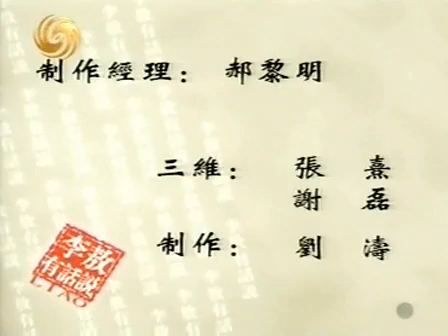 制作經理：郝黎明
三維：張熹
謝磊
制作：劉濤
李敖
有話說